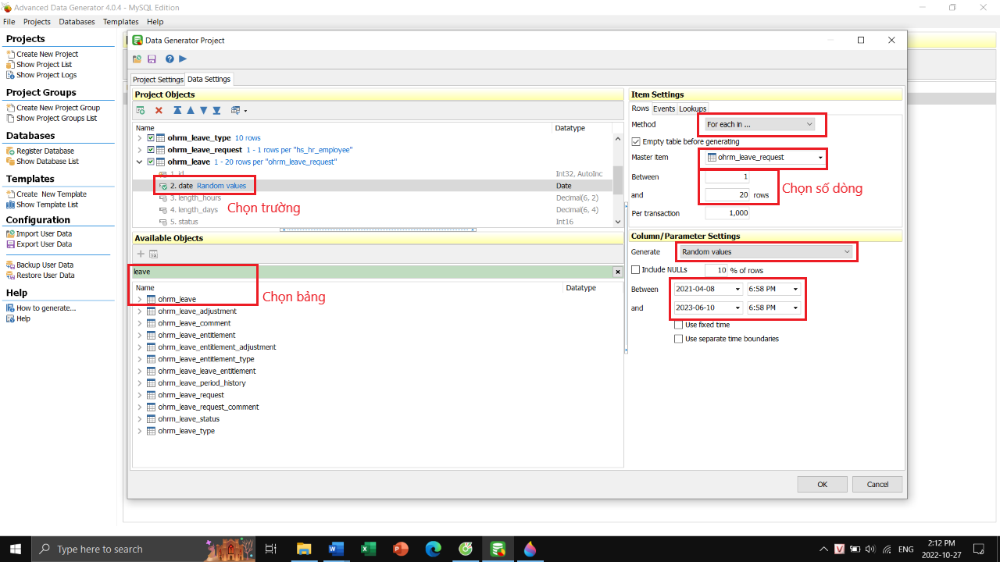 Advanced Data Generator 4.0.4 - MySQL Edition
File Projects Databases Templates Help
Projects
Create New Project
Show Project List
Show Project Logs
Project Groups
Create New Project Group
Show Project Groups List
Databases
Register Database
Show Database List
Templates
Create New Template
Show Template List
Configuration
Import User Data
Export User Data
Backup User Data
Restore User Data
Help
How to generate...
Help
Data Generator Project
Project Settings Data Settings
Project Objects
Name Datatype
ohrm_leave_type 10 rows
ohrm_leave_request 1 - 1 rows per "hs_hr_employee"
ohrm_leave 1 - 20 rows per "ohrm_leave_request"
1. id Int32, AutoInc
2. date Random values Date
3. length_hours Decimal(6, 2)
Chọn trường
4. length_days Decimal(6, 4)
5. status Int16
Available Objects
leave
Name Datatype
Chọn bảng
ohrm_leave
ohrm_leave_adjustment
ohrm_leave_comment
ohrm_leave_entitlement
ohrm_leave_entitlement_adjustment
ohrm_leave_entitlement_type
ohrm_leave_leave_entitlement
ohrm_leave_period_history
ohrm_leave_request
ohrm_leave_request_comment
ohrm_leave_status
ohrm_leave_type
Item Settings
Rows Events Lookups
Method For each in ...
Empty table before generating
Master item ohrm_leave_request
Between 1
Chọn số dòng
and 20 rows
Per transaction 1,000
Column/Parameter Settings
Generate Random values
Include NULLs 10 % of rows
Between 2021-04-08 6:58 PM
and 2023-06-10 6:58 PM
Use fixed time
Use separate time boundaries
OK Cancel
Type here to search
ENG
2:12 PM
2022-10-27